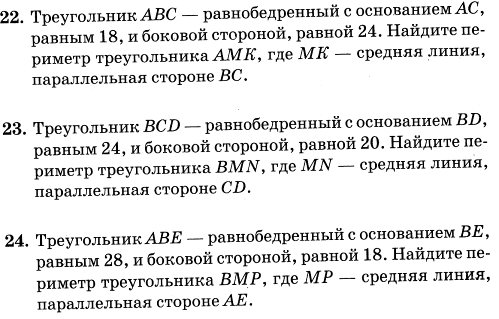 22. Треугольник ABC — равнобедренный с основанием AC,
равным 18, и боковой стороной, равной 24. Найдите пе-
риметр треугольника AMK, где MK — средняя линия,
параллельная стороне BC.
23. Треугольник BCD — равнобедренный с основанием BD,
равным 24, и боковой стороной, равной 20. Найдите пе-
риметр треугольника BMN, где MN — средняя линия,
параллельная стороне CD.
24. Треугольник ABE — равнобедренный с основанием BE,
равным 28, и боковой стороной, равной 18. Найдите пе-
риметр треугольника BMP, где MP — средняя линия,
параллельная стороне AE.